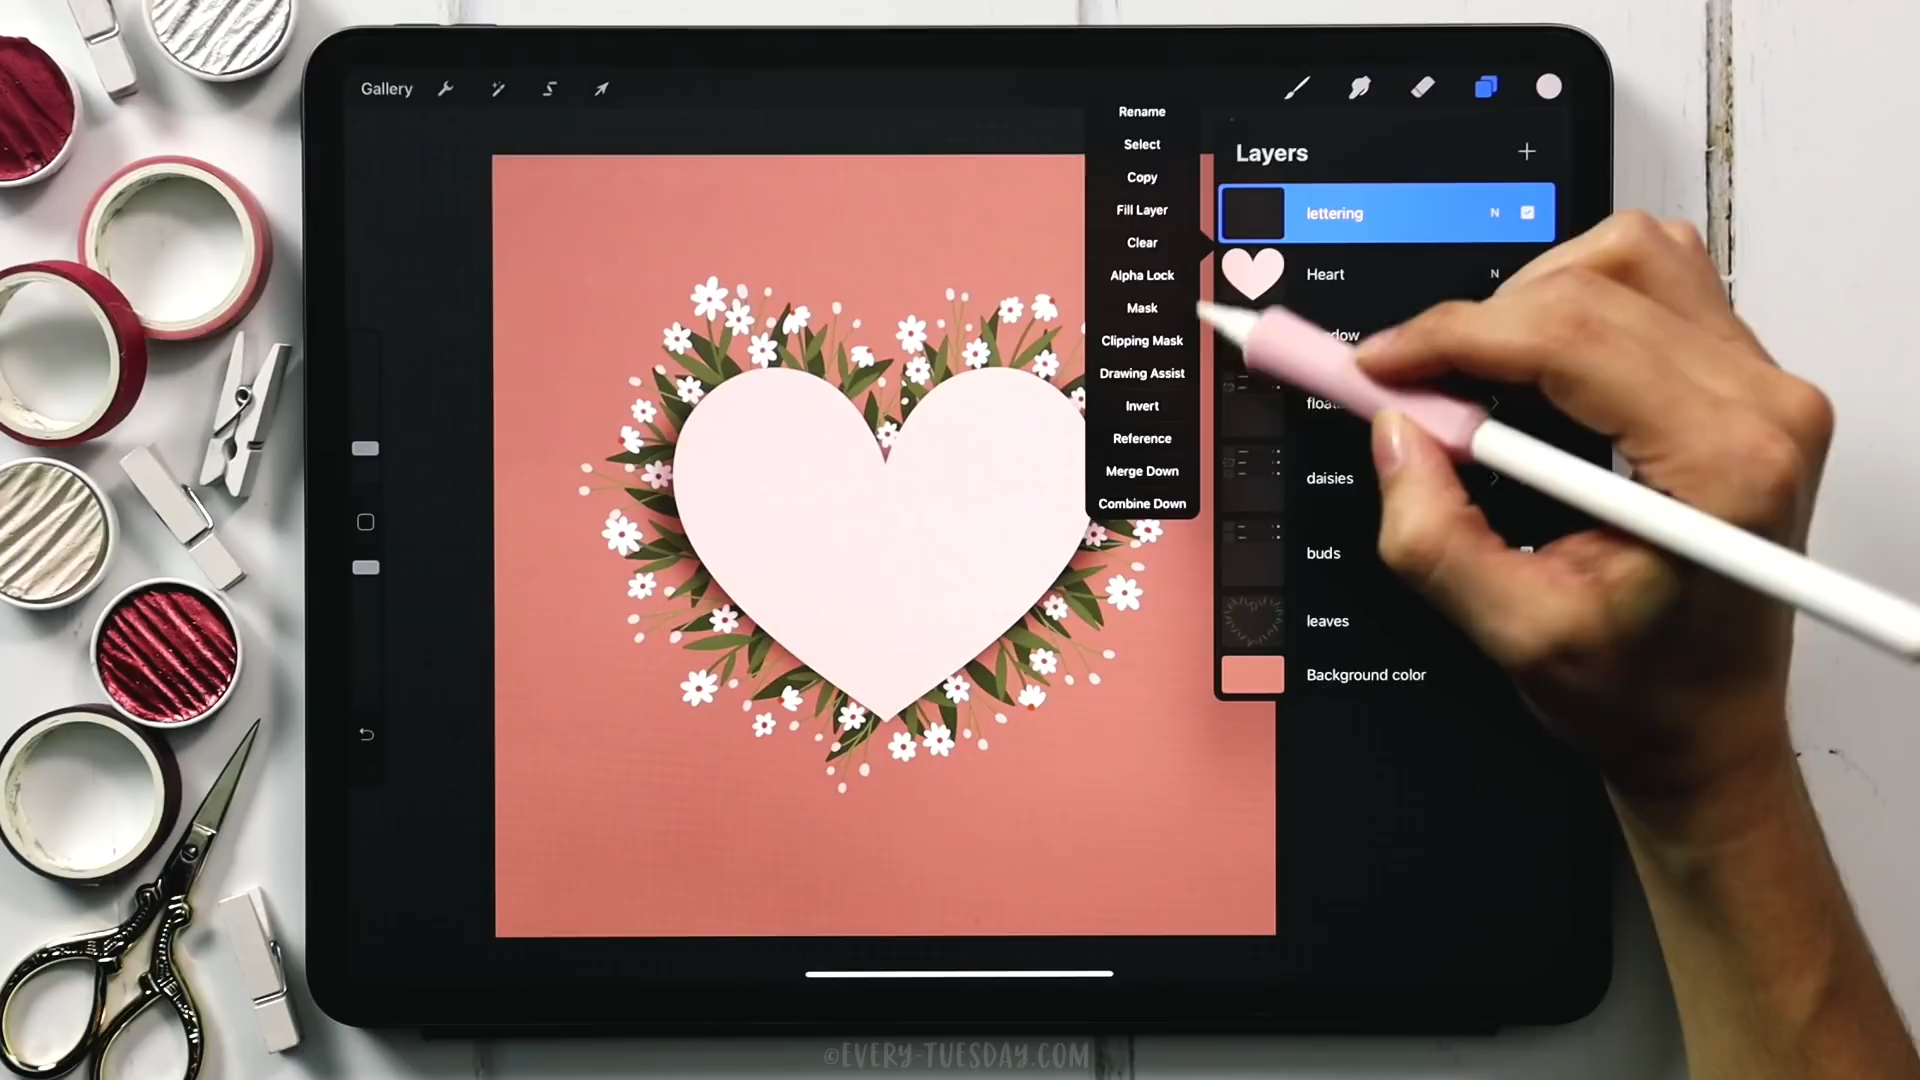 Gallery
Rename
Select
Copy
Fill Layer
Clear
Alpha Lock
Mask
Clipping Mask
Drawing Assist
Invert
Reference
Merge Down
Combine Down
Layers
lettering N
Heart N
daisies
buds
leaves
Background color
©EVERY-TUESDAY.COM